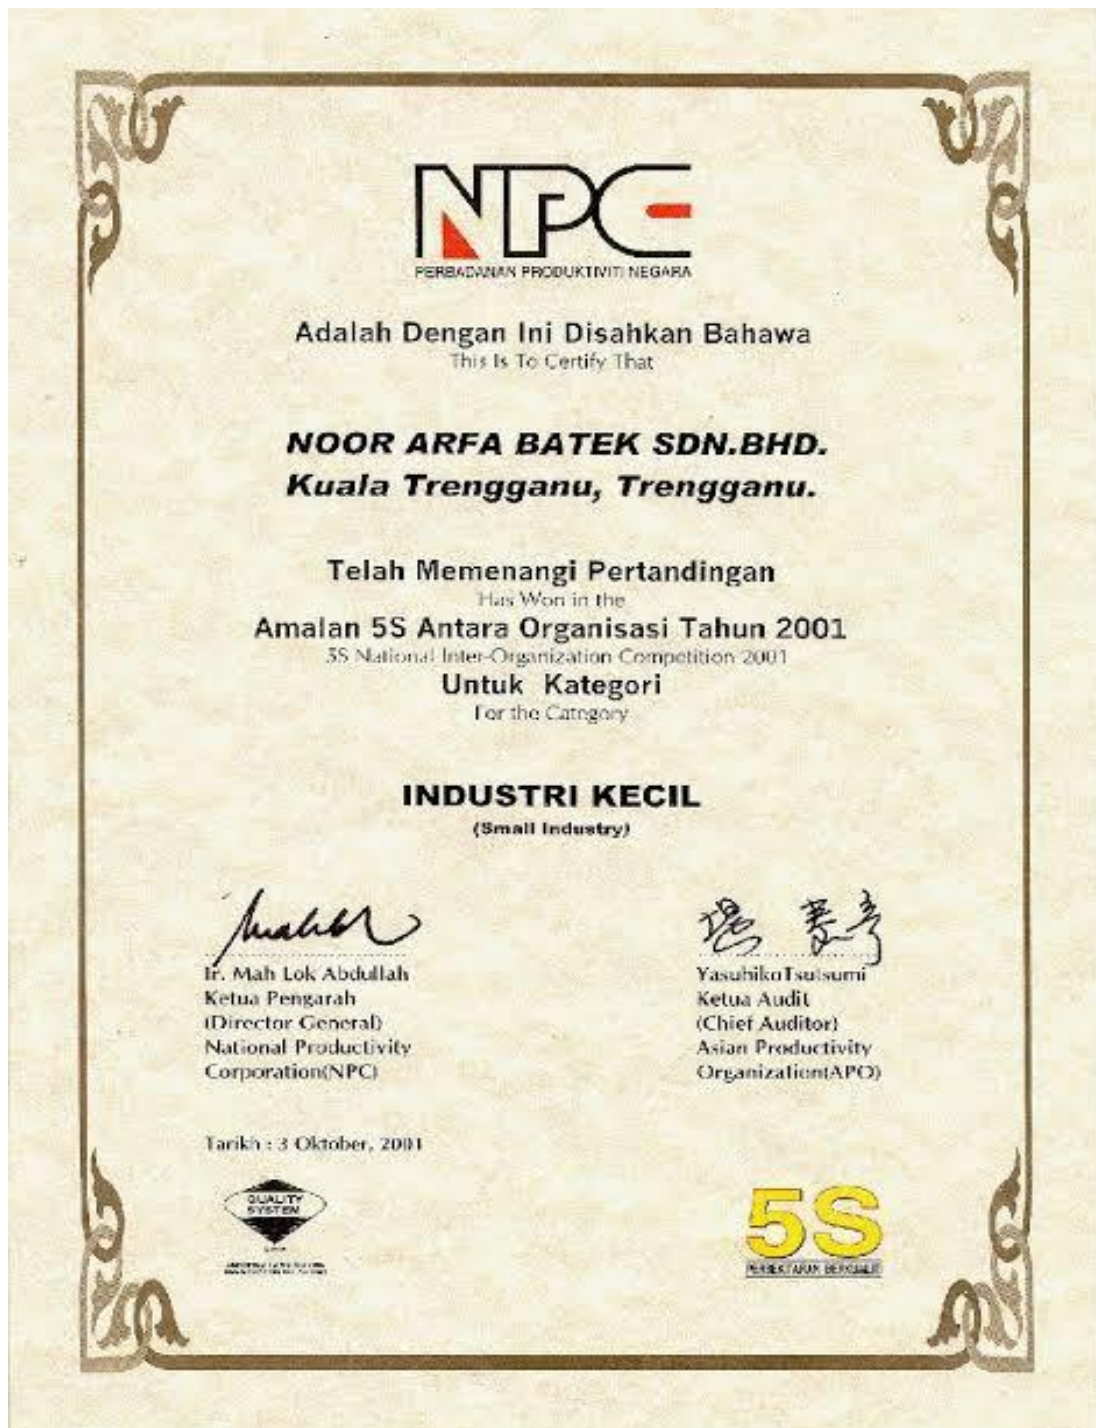 NPC
PERBADANAN PRODUKTIVITI NEGARA
Adalah Dengan Ini Disahkan Bahawa
This Is To Certify That
NOOR ARFA BATEK SDN.BHD.
Kuala Trengganu, Trengganu.
Telah Memenangi Pertandingan
Has Won in the
Amalan 5S Antara Organisasi Tahun 2001
5S National Inter-Organization Competition 2001
Untuk Kategori
For the Category
INDUSTRI KECIL
(Small Industry)
Ir. Mah Lok Abdullah
Ketua Pengarah
(Director General)
National Productivity
Corporation(NPC)
YasuhikoTsutsumi
Ketua Audit
(Chief Auditor)
Asian Productivity
Organization(APO)
Tarikh : 3 Oktober, 2001
QUALITY
SYSTEM
5S